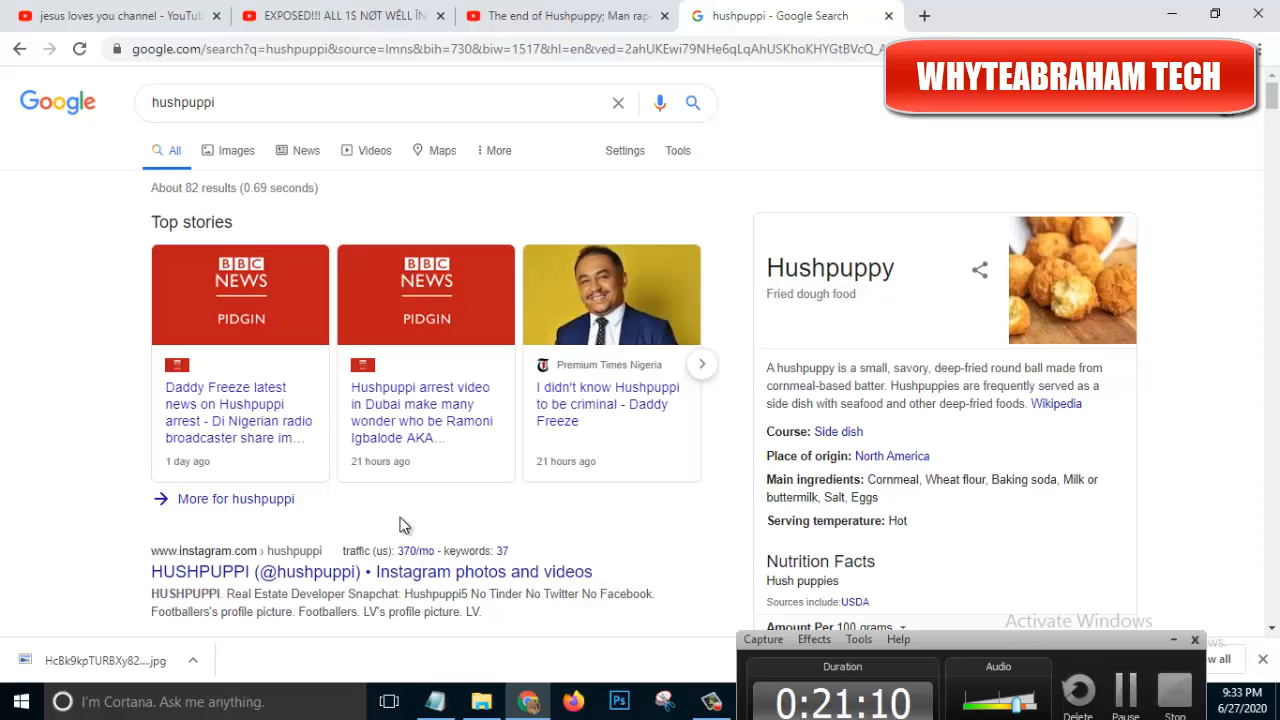 jesus loves you channel - YouTub
EXPOSED!!! ALL 1S NØT WÊLL ÎN
The end of Hushpuppi; Man rap
hushpuppi - Google Search
google.com/search?q=hushpuppi&source=lmns&bih=730&biw=1517&hl=en&ved=2ahUKEwi79NHe6qLqAhUSKhoKHYGtBVcQ_A
WHYTEABRAHAM TECH
Google
hushpuppi
All
Images
News
Videos
Maps
More
Settings
Tools
About 82 results (0.69 seconds)
Top stories
BBC
NEWS
PIDGIN
Daddy Freeze latest
news on Hushpuppi
arrest - Di Nigerian radio
broadcaster share im...
1 day ago
BBC
NEWS
PIDGIN
Hushpuppi arrest video
in Dubai make many
wonder who be Ramoni
Igbalode AKA...
21 hours ago
Premium Times Nigeria
I didn't know Hushpuppi
to be criminal - Daddy
Freeze
21 hours ago
More for hushpuppi
www.instagram.com › hushpuppi traffic (us): 370/mo - keywords: 37
HUSHPUPPI (@hushpuppi) • Instagram photos and videos
HUSHPUPPI. Real Estate Developer Snapchat: Hushpuppi5 No Tinder No Twitter No Facebook.
Footballers's profile picture. Footballers. LV's profile picture. LV.
Hushpuppy
Fried dough food
A hushpuppy is a small, savory, deep-fried round ball made from
cornmeal-based batter. Hushpuppies are frequently served as a
side dish with seafood and other deep-fried foods. Wikipedia
Course: Side dish
Place of origin: North America
Main ingredients: Cornmeal, Wheat flour, Baking soda, Milk or
buttermilk, Salt, Eggs
Serving temperature: Hot
Nutrition Facts
Hush puppies
Sources include: USDA
Amount Per 100 grams
Activate Windows
Capture Effects Tools Help
Duration
Audio
0:21:10
Delete
Pause
Stop
HcBk9kpTURBXy82....jpg
ws.
w all
I'm Cortana. Ask me anything.
Ps
9:33 PM
6/27/2020